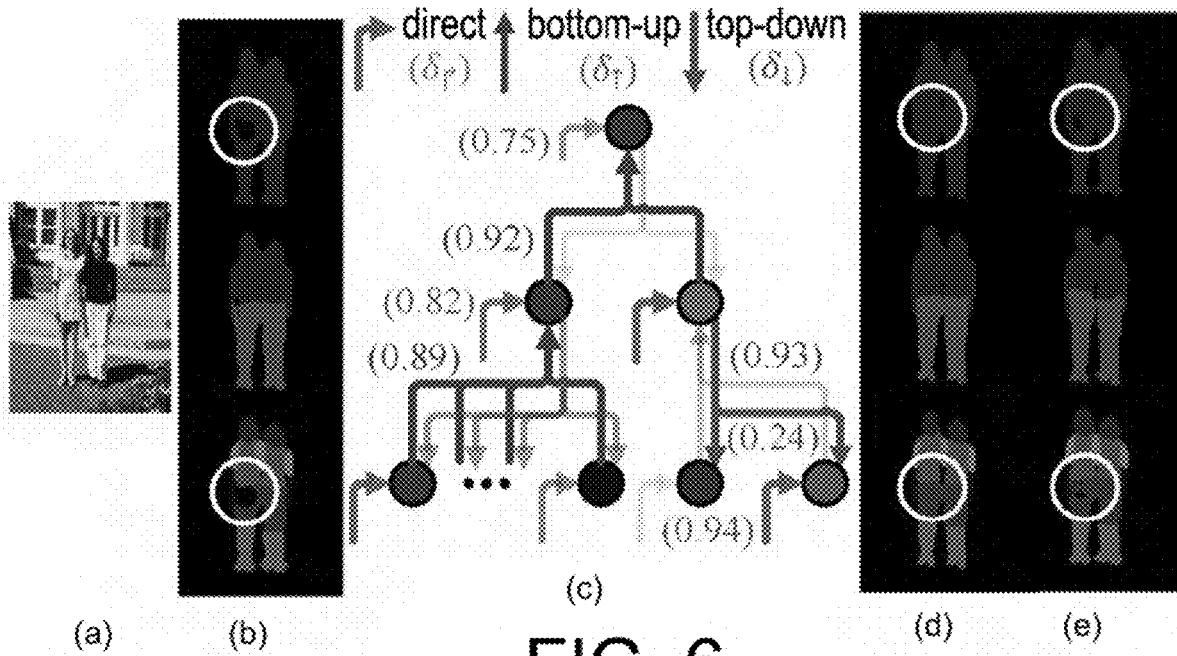 direct bottom-up top-down
(δ↱) (δ↑) (δ↓)
(0.75)
(0.92)
(0.82)
(0.89) (0.93)
(0.24)
•••
(0.94)
(c)
(a) (b) (d) (e)
FIG. 6